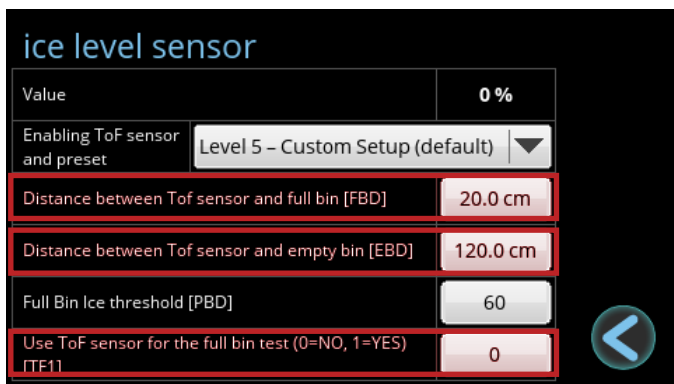 ice level sensor
Value 0 %
Enabling ToF sensor
and preset
Level 5 – Custom Setup (default)
Distance between Tof sensor and full bin [FBD] 20.0 cm
Distance between Tof sensor and empty bin [EBD] 120.0 cm
Full Bin Ice threshold [PBD] 60
Use ToF sensor for the full bin test (0=NO, 1=YES)
[TF1] 0